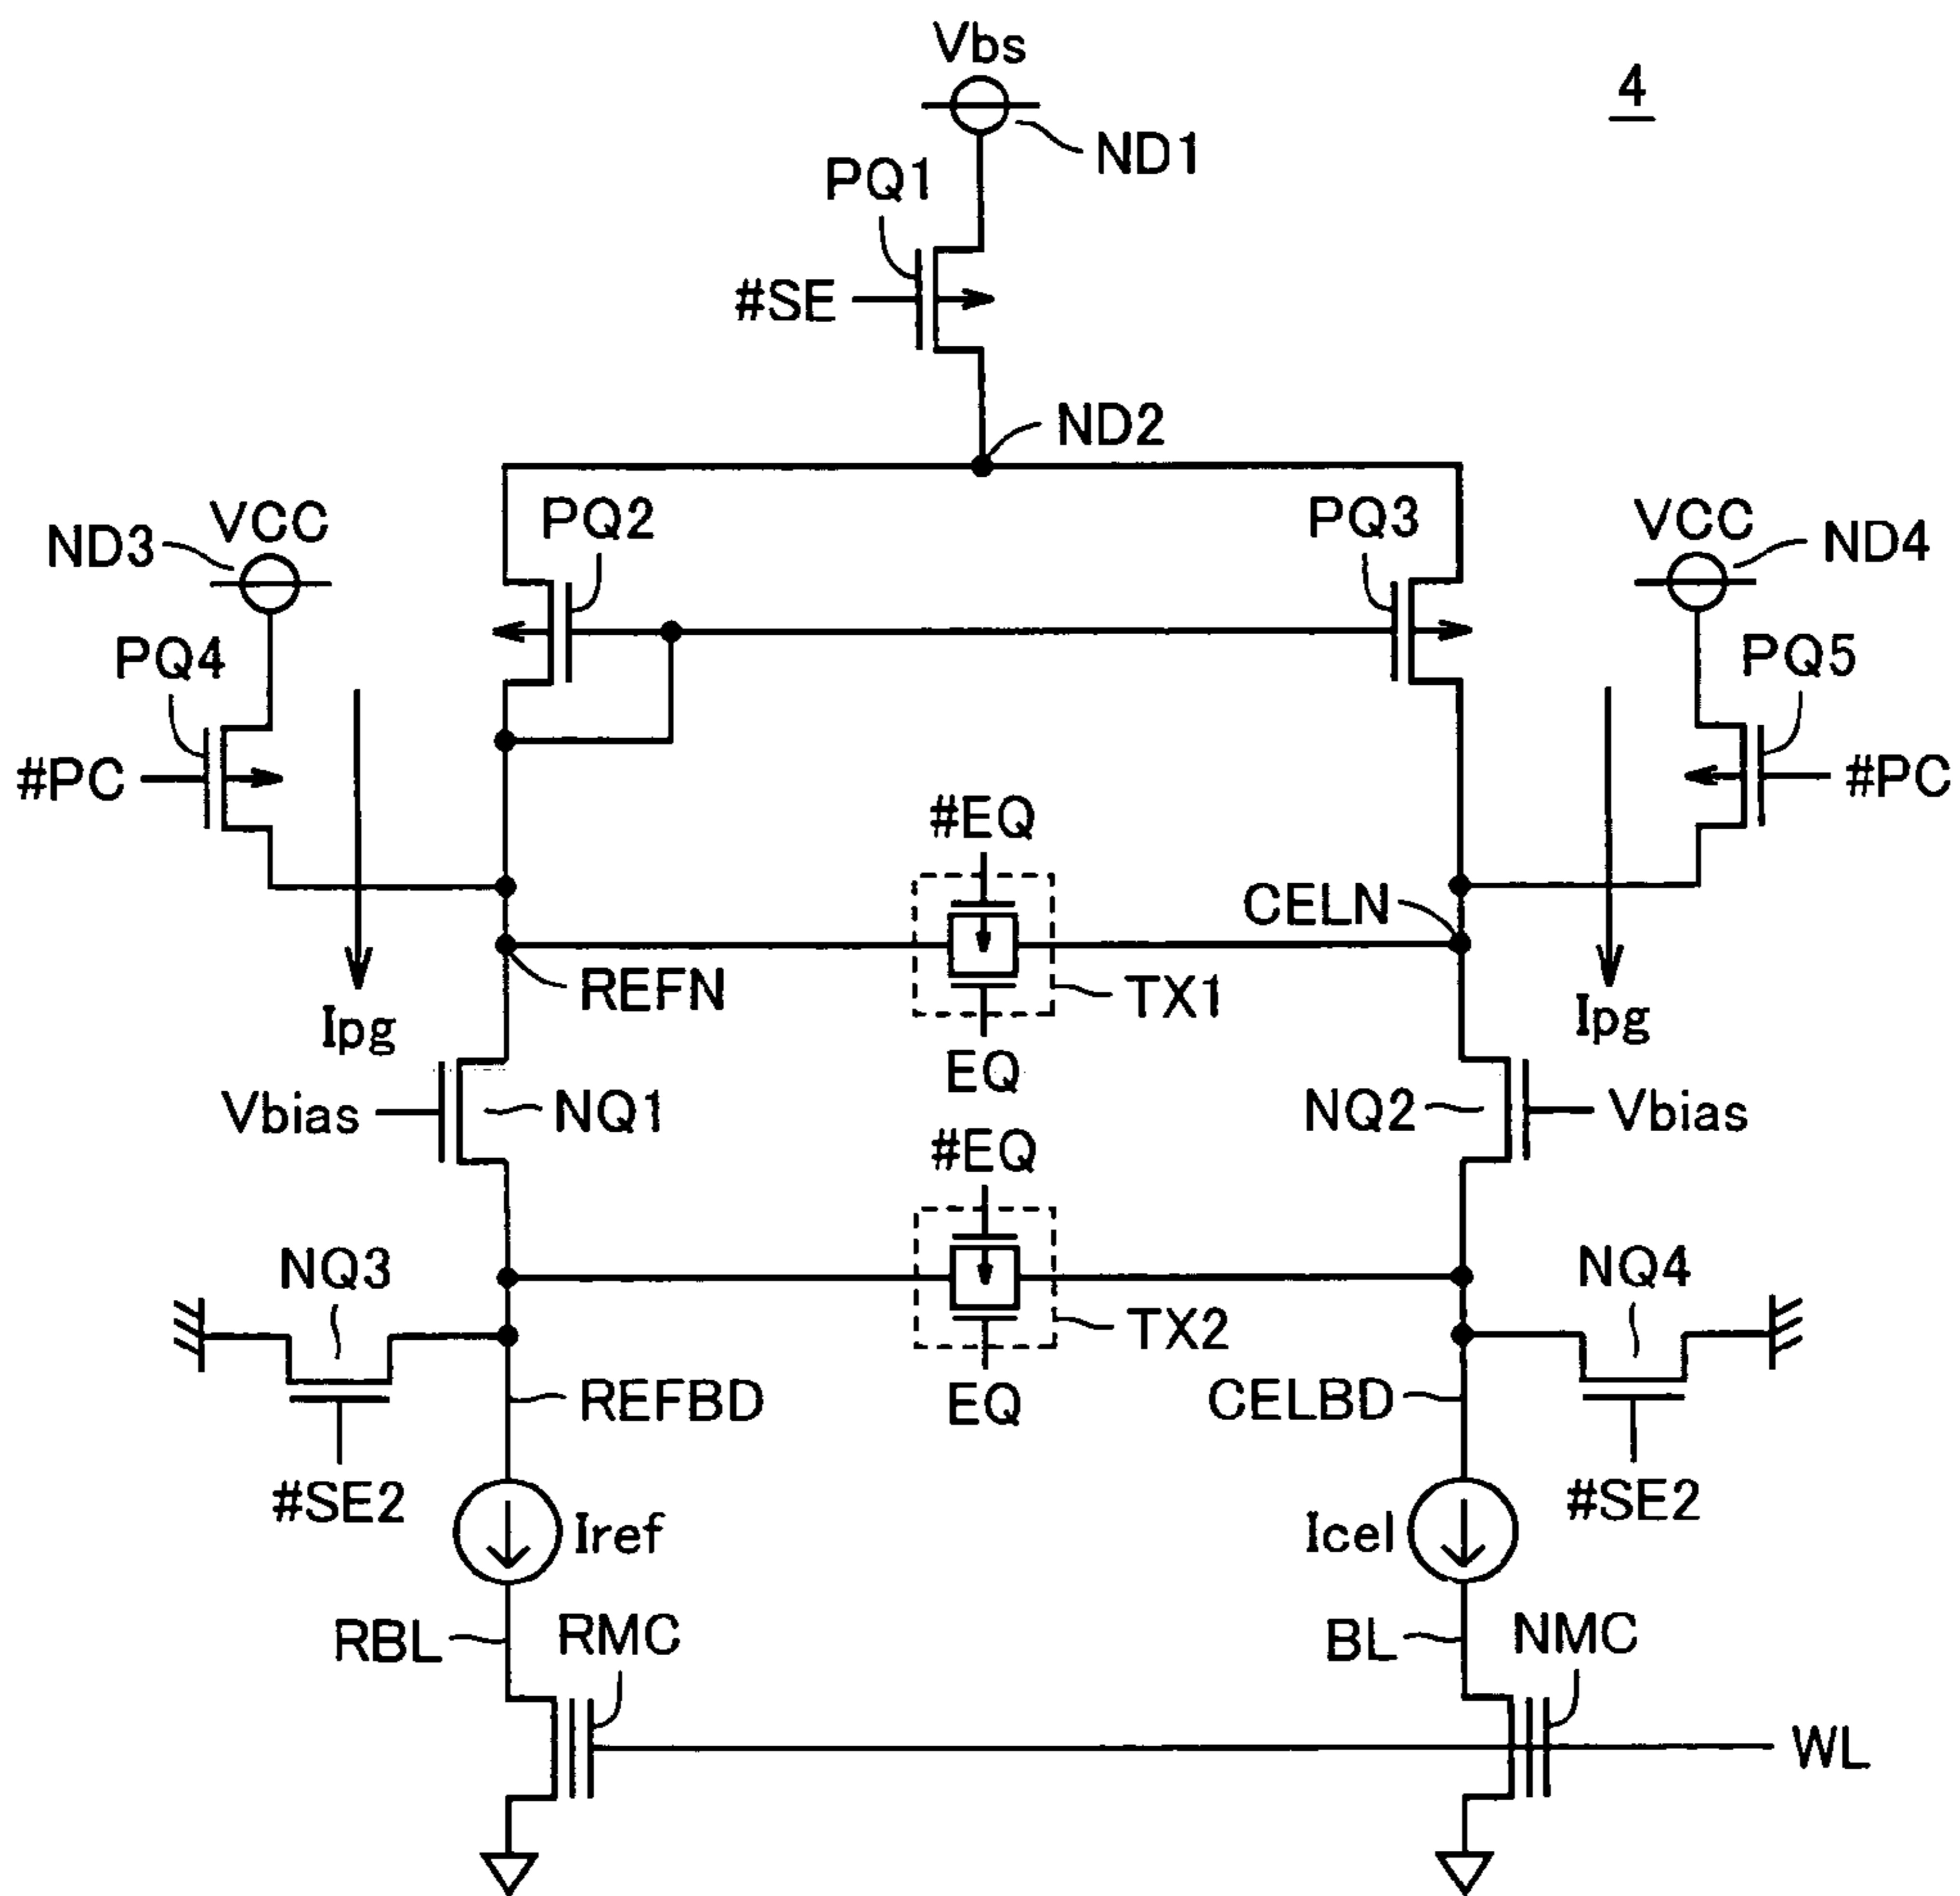 Vbs
4
ND1
PQ1
#SE
ND2
VCC
PQ2
PQ3
VCC
ND3
ND4
PQ4
PQ5
#PC
#PC
#EQ
CELN
REFN
TX1
Ipg
Ipg
EQ
Vbias
NQ1
NQ2
Vbias
#EQ
NQ3
NQ4
TX2
REFBD
EQ
CELBD
#SE2
#SE2
Iref
Icel
RBL
RMC
BL
NMC
WL